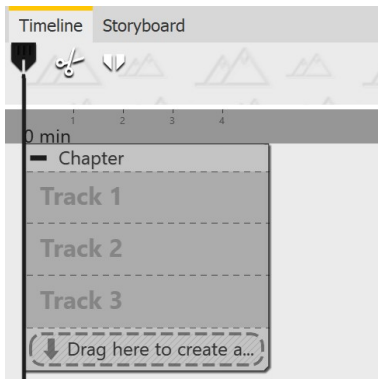 Timeline Storyboard
1 2 3 4
0 min
Chapter
Track 1
Track 2
Track 3
Drag here to create a...